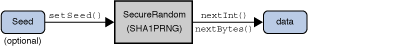 Seed
(optional)
setSeed()
SecureRandom
(SHA1PRNG)
nextInt()
nextBytes()
data